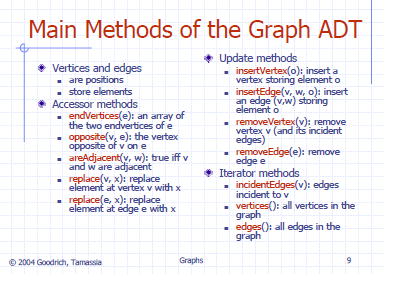 Main Methods of the Graph ADT
Vertices and edges
are positions
store elements
Accessor methods
endVertices(e): an array of
the two endvertices of e
opposite(v, e): the vertex
opposite of v on e
areAdjacent(v, w): true iff v
and w are adjacent
replace(v, x): replace
element at vertex v with x
replace(e, x): replace
element at edge e with x
Update methods
insertVertex(o): insert a
vertex storing element o
insertEdge(v, w, o): insert
an edge (v,w) storing
element o
removeVertex(v): remove
vertex v (and its incident
edges)
removeEdge(e): remove
edge e
Iterator methods
incidentEdges(v): edges
incident to v
vertices(): all vertices in the
graph
edges(): all edges in the
graph
© 2004 Goodrich, Tamassia
Graphs
9